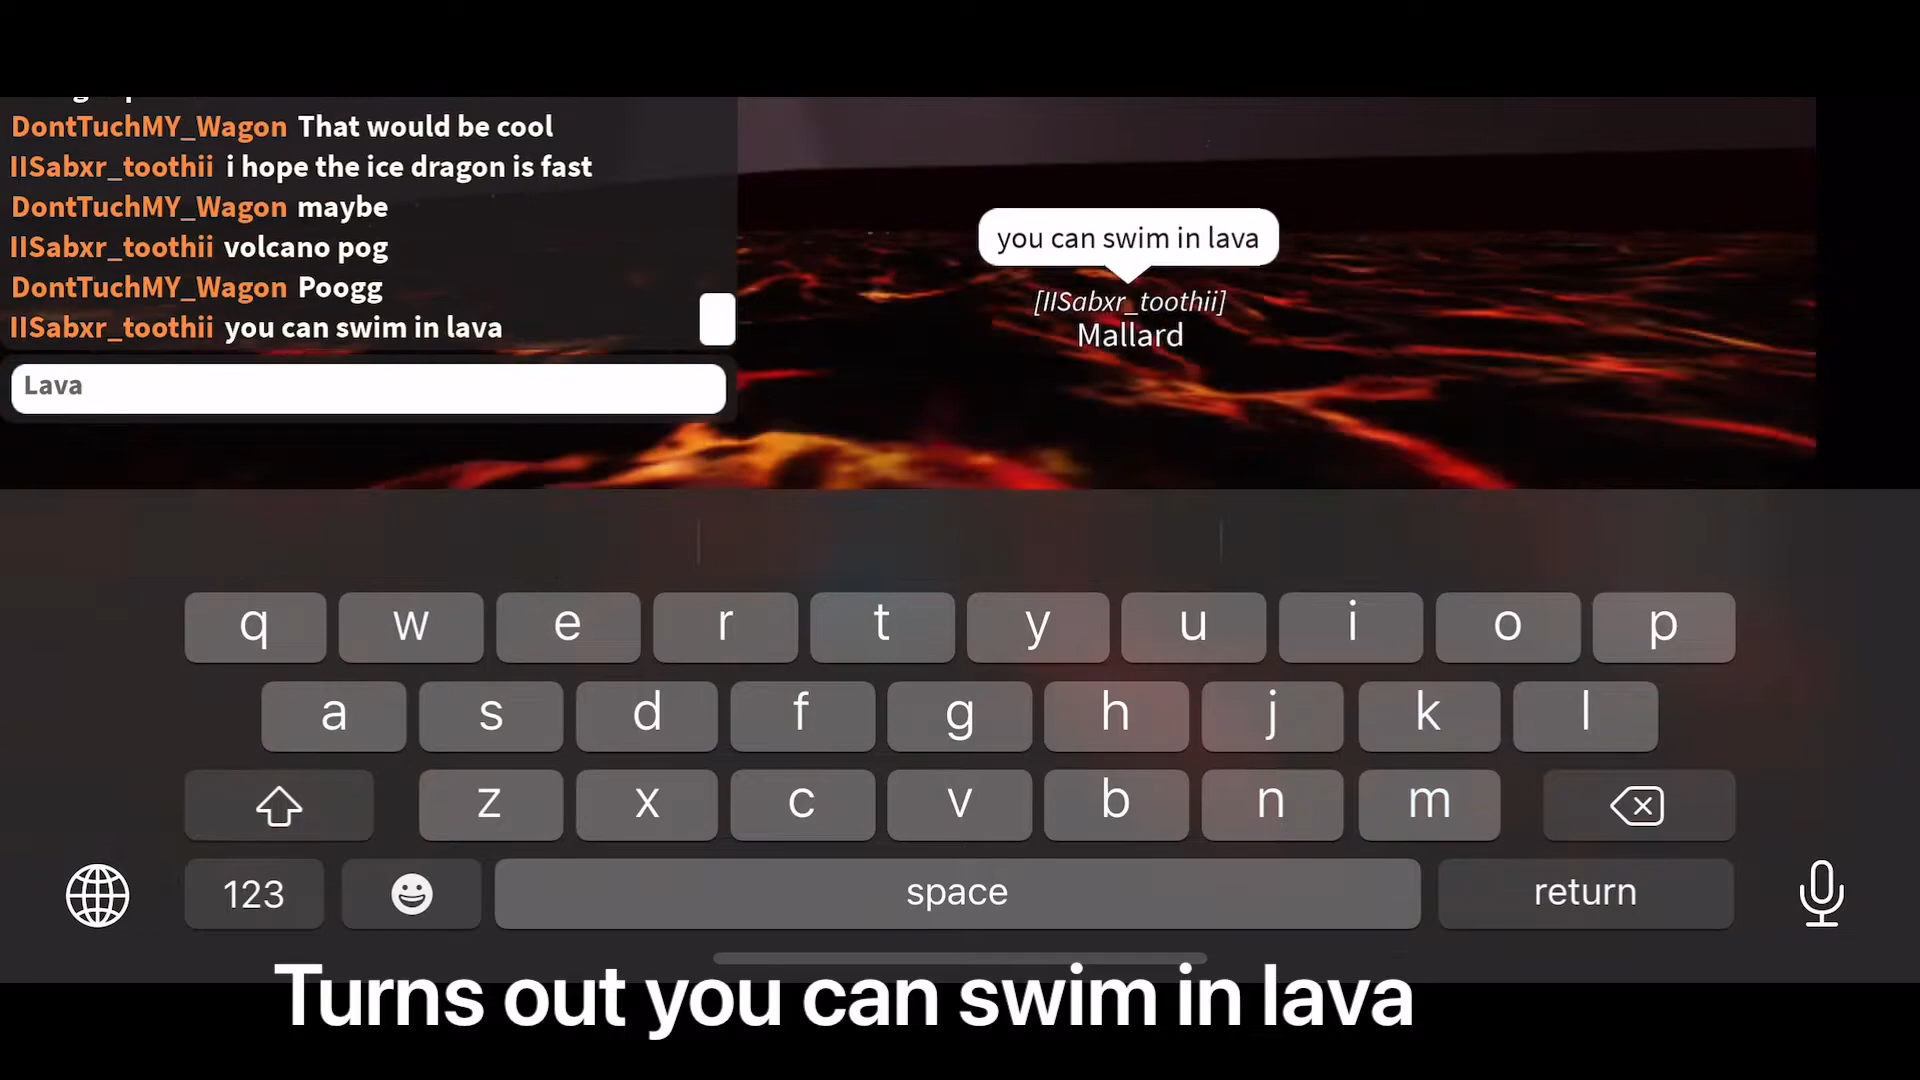 DontTuchMY_Wagon That would be cool
IISabxr_toothii i hope the ice dragon is fast
DontTuchMY_Wagon maybe
IISabxr_toothii volcano pog
DontTuchMY_Wagon Poogg
IISabxr_toothii you can swim in lava
Lava
you can swim in lava
[IISabxr_toothii]
Mallard
q w e r t y u i o p
a s d f g h j k l
z x c v b n m
123 space return
Turns out you can swim in lava